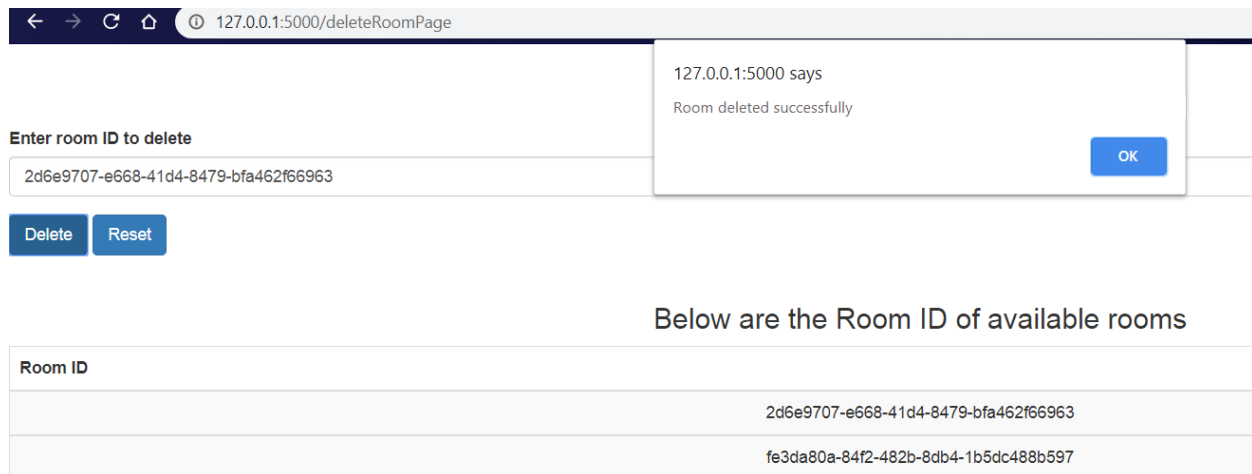 127.0.0.1:5000/deleteRoomPage
127.0.0.1:5000 says
Room deleted successfully
OK
Enter room ID to delete
2d6e9707-e668-41d4-8479-bfa462f66963
Delete Reset
Below are the Room ID of available rooms
Room ID
2d6e9707-e668-41d4-8479-bfa462f66963
fe3da80a-84f2-482b-8db4-1b5dc488b597